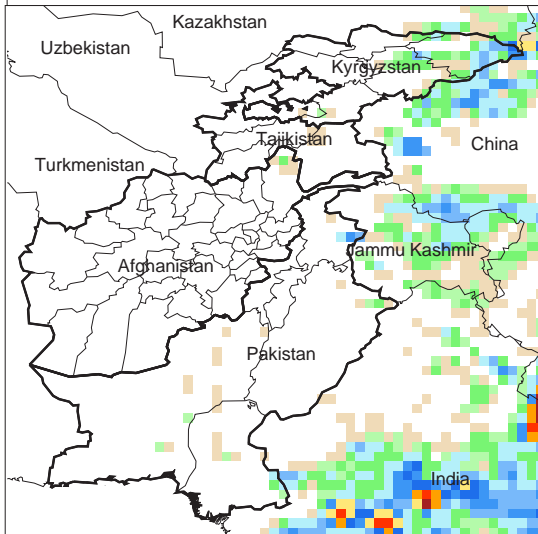 Kazakhstan
Uzbekistan
Kyrgyzstan
Tajikistan
China
Turkmenistan
Jammu Kashmir
Afghanistan
Pakistan
India